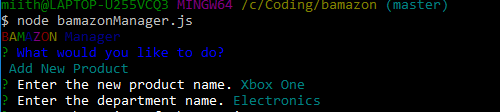 miith@LAPTOP-U255VCQ3 MINGW64 /c/Coding/bamazon (master)
$ node bamazonManager.js
BAMAZON Manager
? What would you like to do?
Add New Product
? Enter the new product name. Xbox One
? Enter the department name. Electronics